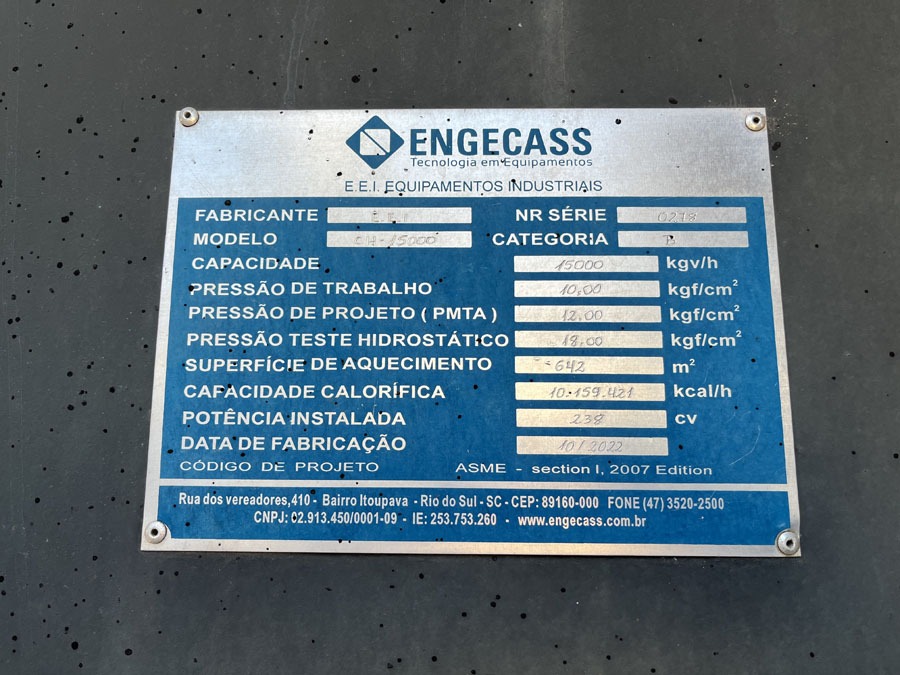 ENGECASS
Tecnologia em Equipamentos
E.E.I. EQUIPAMENTOS INDUSTRIAIS
FABRICANTE E.E.I NR SÉRIE 0278
MODELO CH-15000 CATEGORIA B
CAPACIDADE 15000 kgv/h
PRESSÃO DE TRABALHO 10,00 kgf/cm²
PRESSÃO DE PROJETO ( PMTA ) 12,00 kgf/cm²
PRESSÃO TESTE HIDROSTÁTICO 18,00 kgf/cm²
SUPERFÍCIE DE AQUECIMENTO 642 m²
CAPACIDADE CALORÍFICA 10.159.421 kcal/h
POTÊNCIA INSTALADA 238 cv
DATA DE FABRICAÇÃO 10/2022
CÓDIGO DE PROJETO ASME - section I, 2007 Edition
Rua dos vereadores,410 - Bairro Itoupava - Rio do Sul - SC - CEP: 89160-000 FONE (47) 3520-2500
CNPJ: 02.913.450/0001-09 - IE: 253.753.260 - www.engecass.com.br